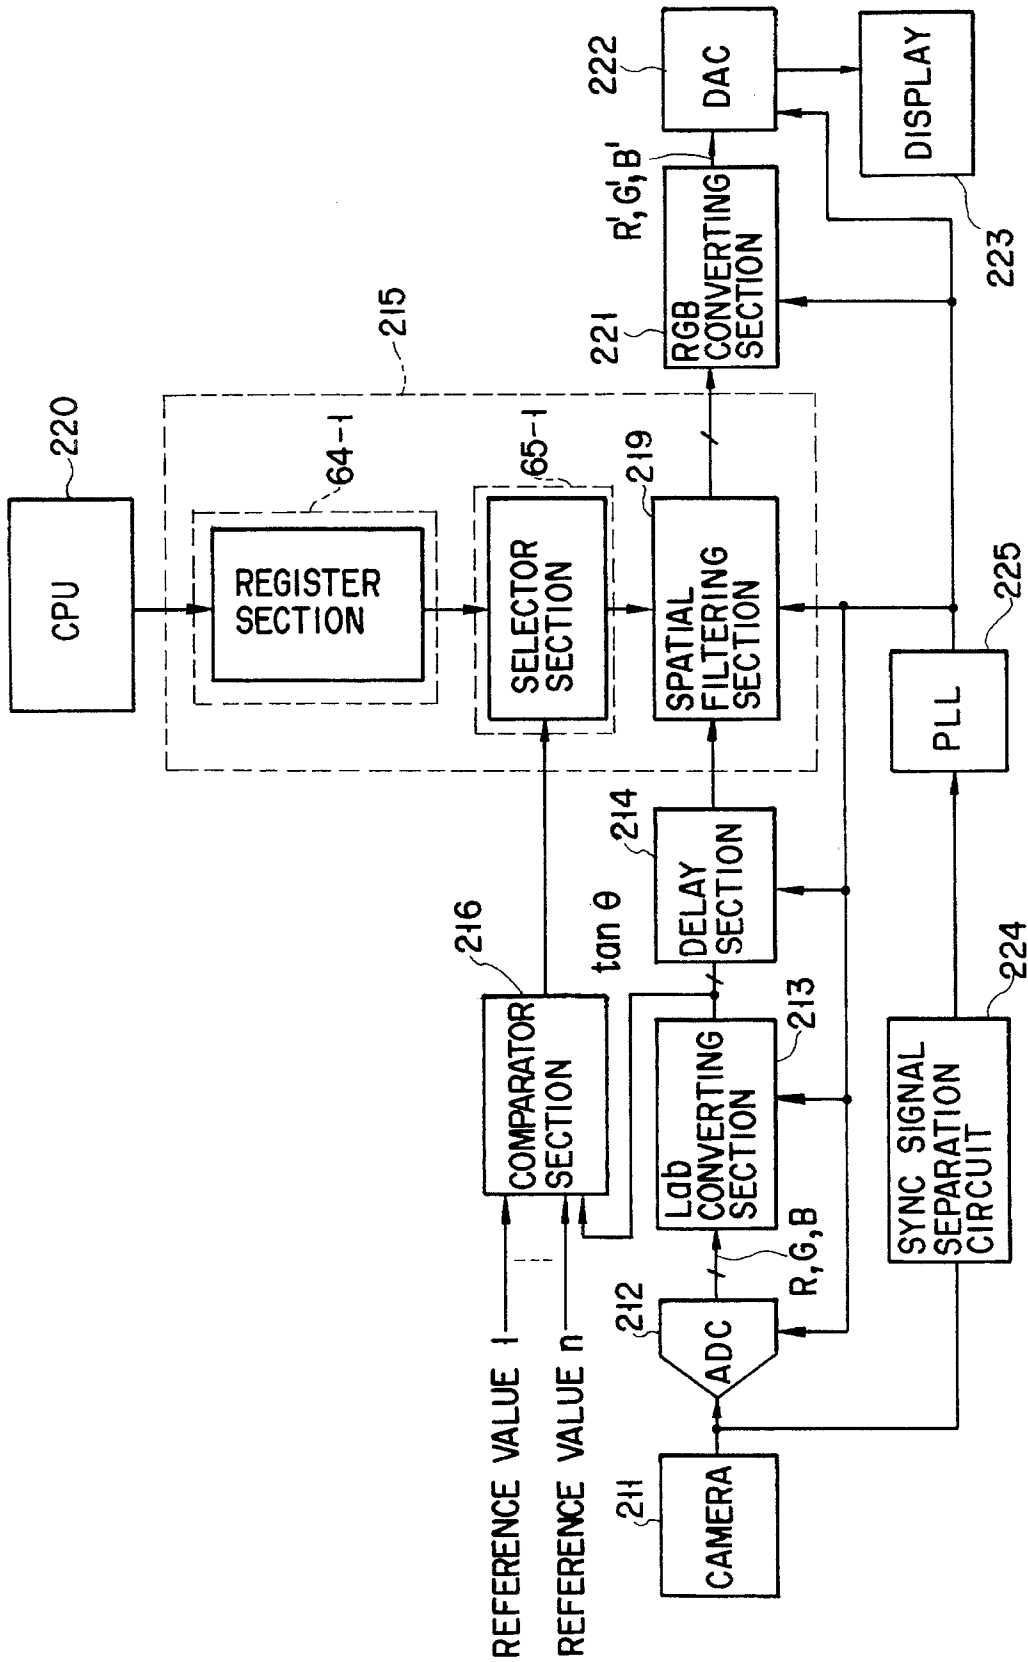 CPU
220
215
REGISTER
SECTION
64-1
SELECTOR
SECTION
65-1
COMPARATOR
SECTION
216
REFERENCE VALUE 1
REFERENCE VALUE n
tan θ
CAMERA
211
ADC
212
R,G,B
Lab
CONVERTING
SECTION
213
DELAY
SECTION
214
SPATIAL
FILTERING
SECTION
219
RGB
CONVERTING
SECTION
221
R',G',B'
DAC
222
DISPLAY
223
SYNC SIGNAL
SEPARATION
CIRCUIT
224
PLL
225